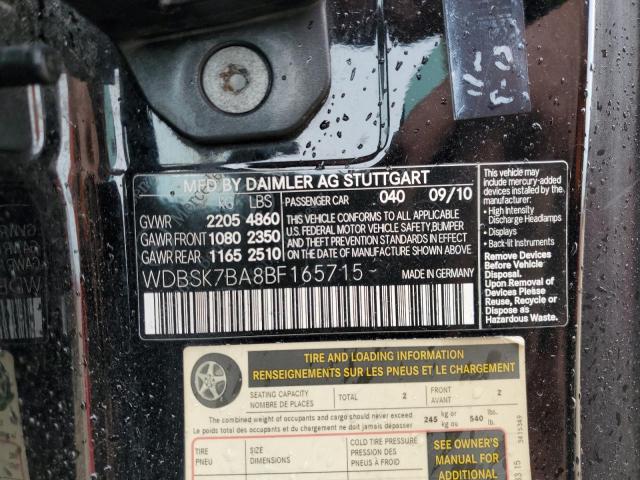 MFD BY DAIMLER AG STUTTGART
KG LBS
GVWR 2205 4860
GAWR FRONT 1080 2350
GAWR REAR 1165 2510
PASSENGER CAR 040 09/10
THIS VEHICLE CONFORMS TO ALL APPLICABLE
U.S. FEDERAL MOTOR VEHICLE SAFETY, BUMPER
AND THEFT PREVENTION STANDARDS IN EFFECT
ON THE DATE OF MANUFACTURE SHOWN ABOVE
WDBSK7BA8BF165715
MADE IN GERMANY
This vehicle may
include mercury-added
devices installed by the
manufacturer:
• High Intensity
Discharge Headlamps
• Displays
• Back-lit Instruments
Remove Devices
Before Vehicle
Disposal.
Upon Removal of
Devices Please
Reuse, Recycle or
Dispose as
Hazardous Waste.
TIRE AND LOADING INFORMATION
RENSEIGNEMENTS SUR LES PNEUS ET LE CHARGEMENT
SEATING CAPACITY
NOMBRE DE PLACES
TOTAL 2
FRONT
AVANT 2
The combined weight of occupants and cargo should never exceed
Le poids total des occupants et du chargement ne doit jamais dépasser
245 kg or
kg ou
540 lbs.
lb.
TIRE
PNEU
SIZE
DIMENSIONS
COLD TIRE PRESSURE
PRESSION DES
PNEUS À FROID
SEE OWNER'S
MANUAL FOR
ADDITIONAL